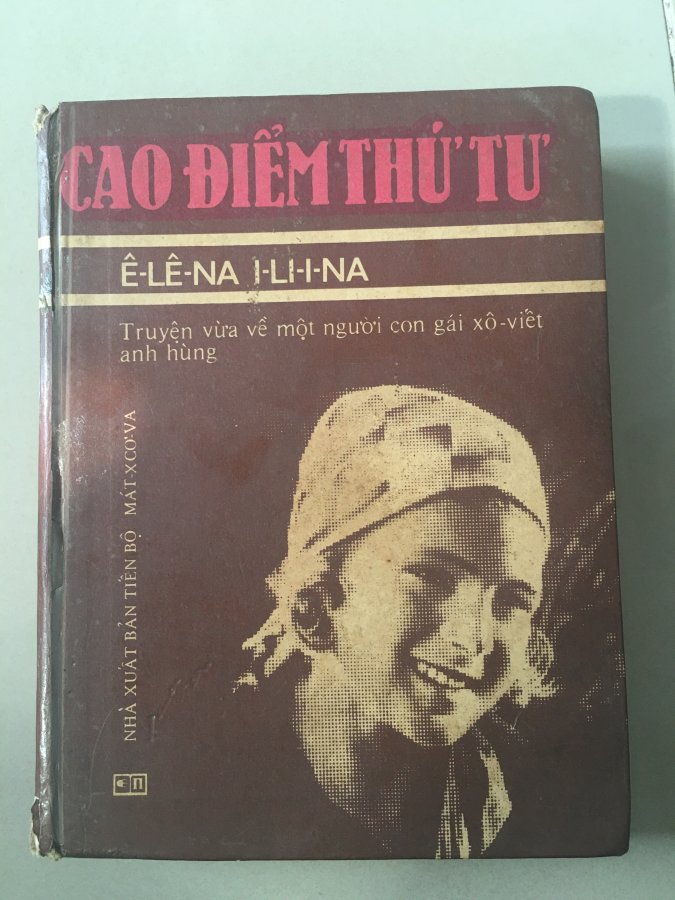 CAO ĐIỂM THỨ TƯ
Ê-LÊ-NA I-LI-I-NA
Truyện vừa về một người con gái xô-viết
anh hùng
NHÀ XUẤT BẢN TIẾN BỘ MÁT-XCƠ-VA